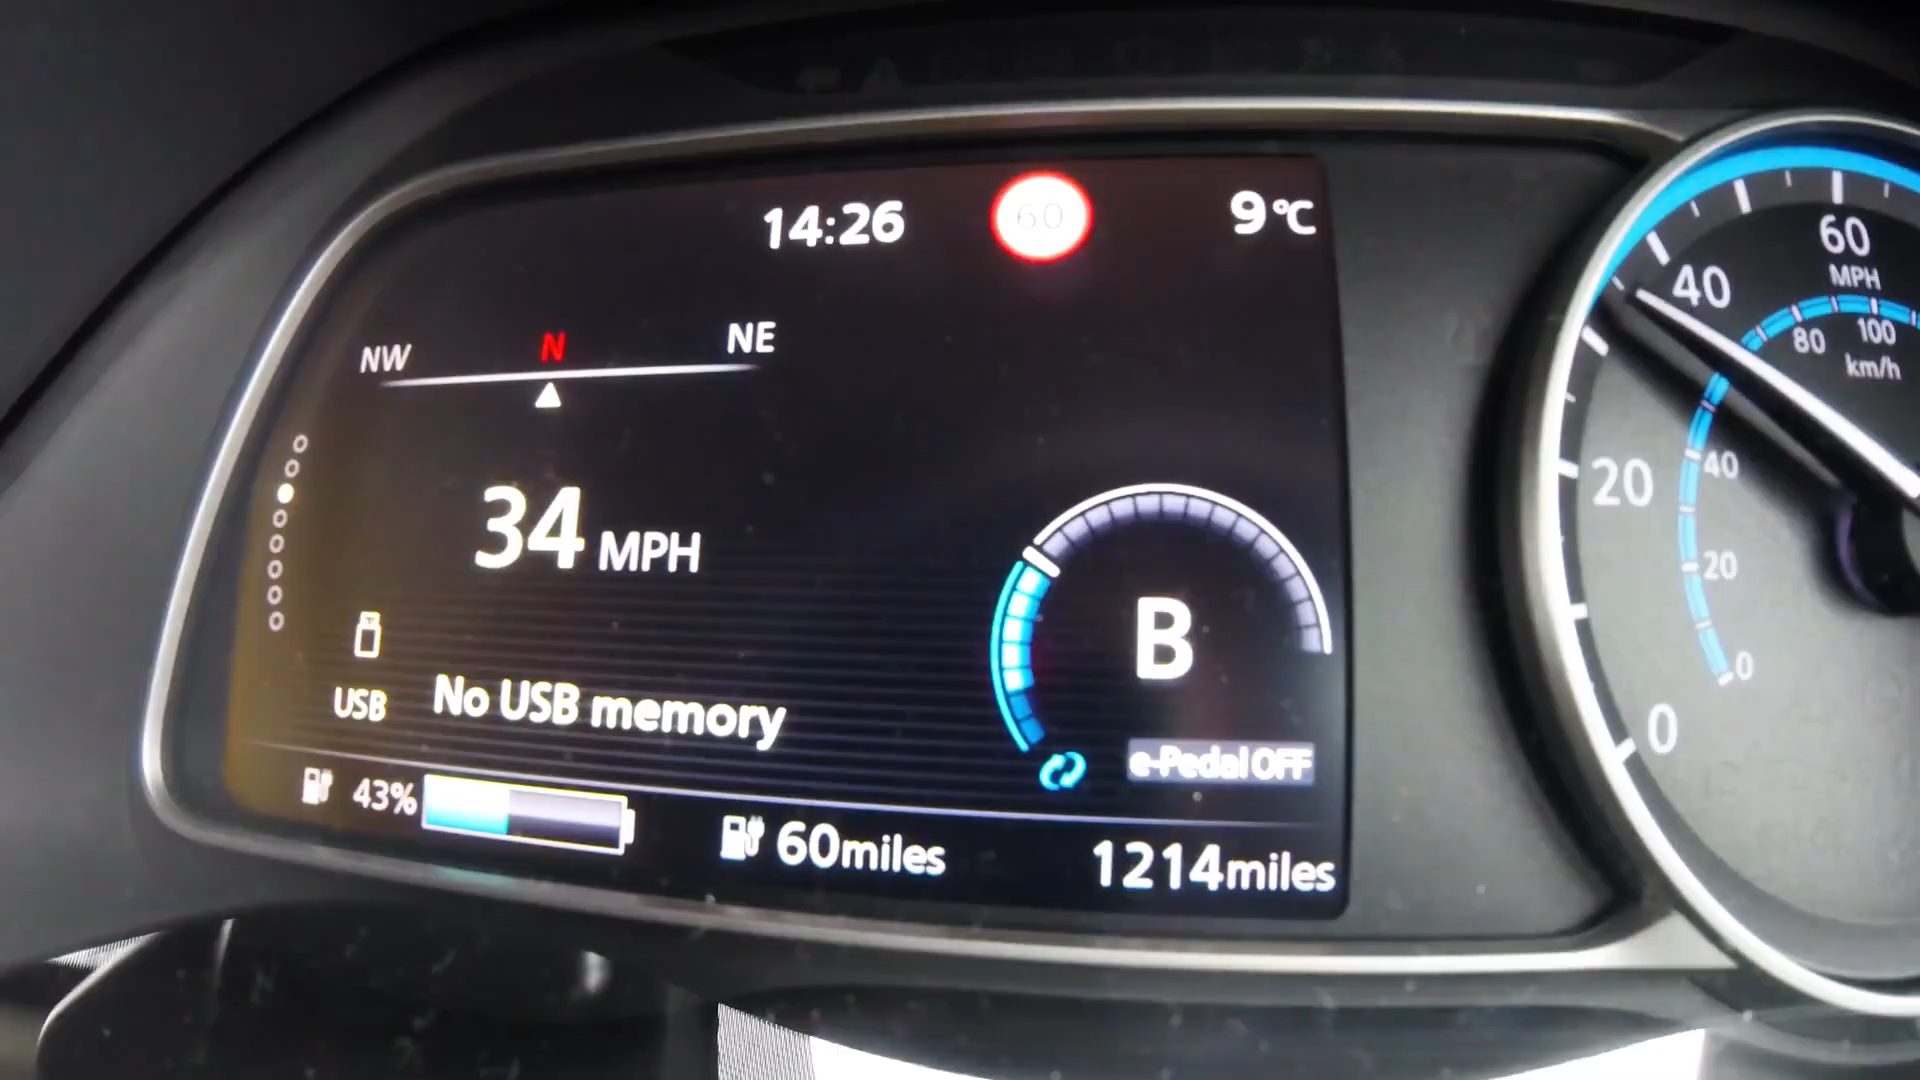 14:26 60 9°C
NW N NE
34 MPH
USB No USB memory
B
e-Pedal OFF
43% 60miles 1214miles
60
MPH
40
80 100
km/h
20
40
20
0
0